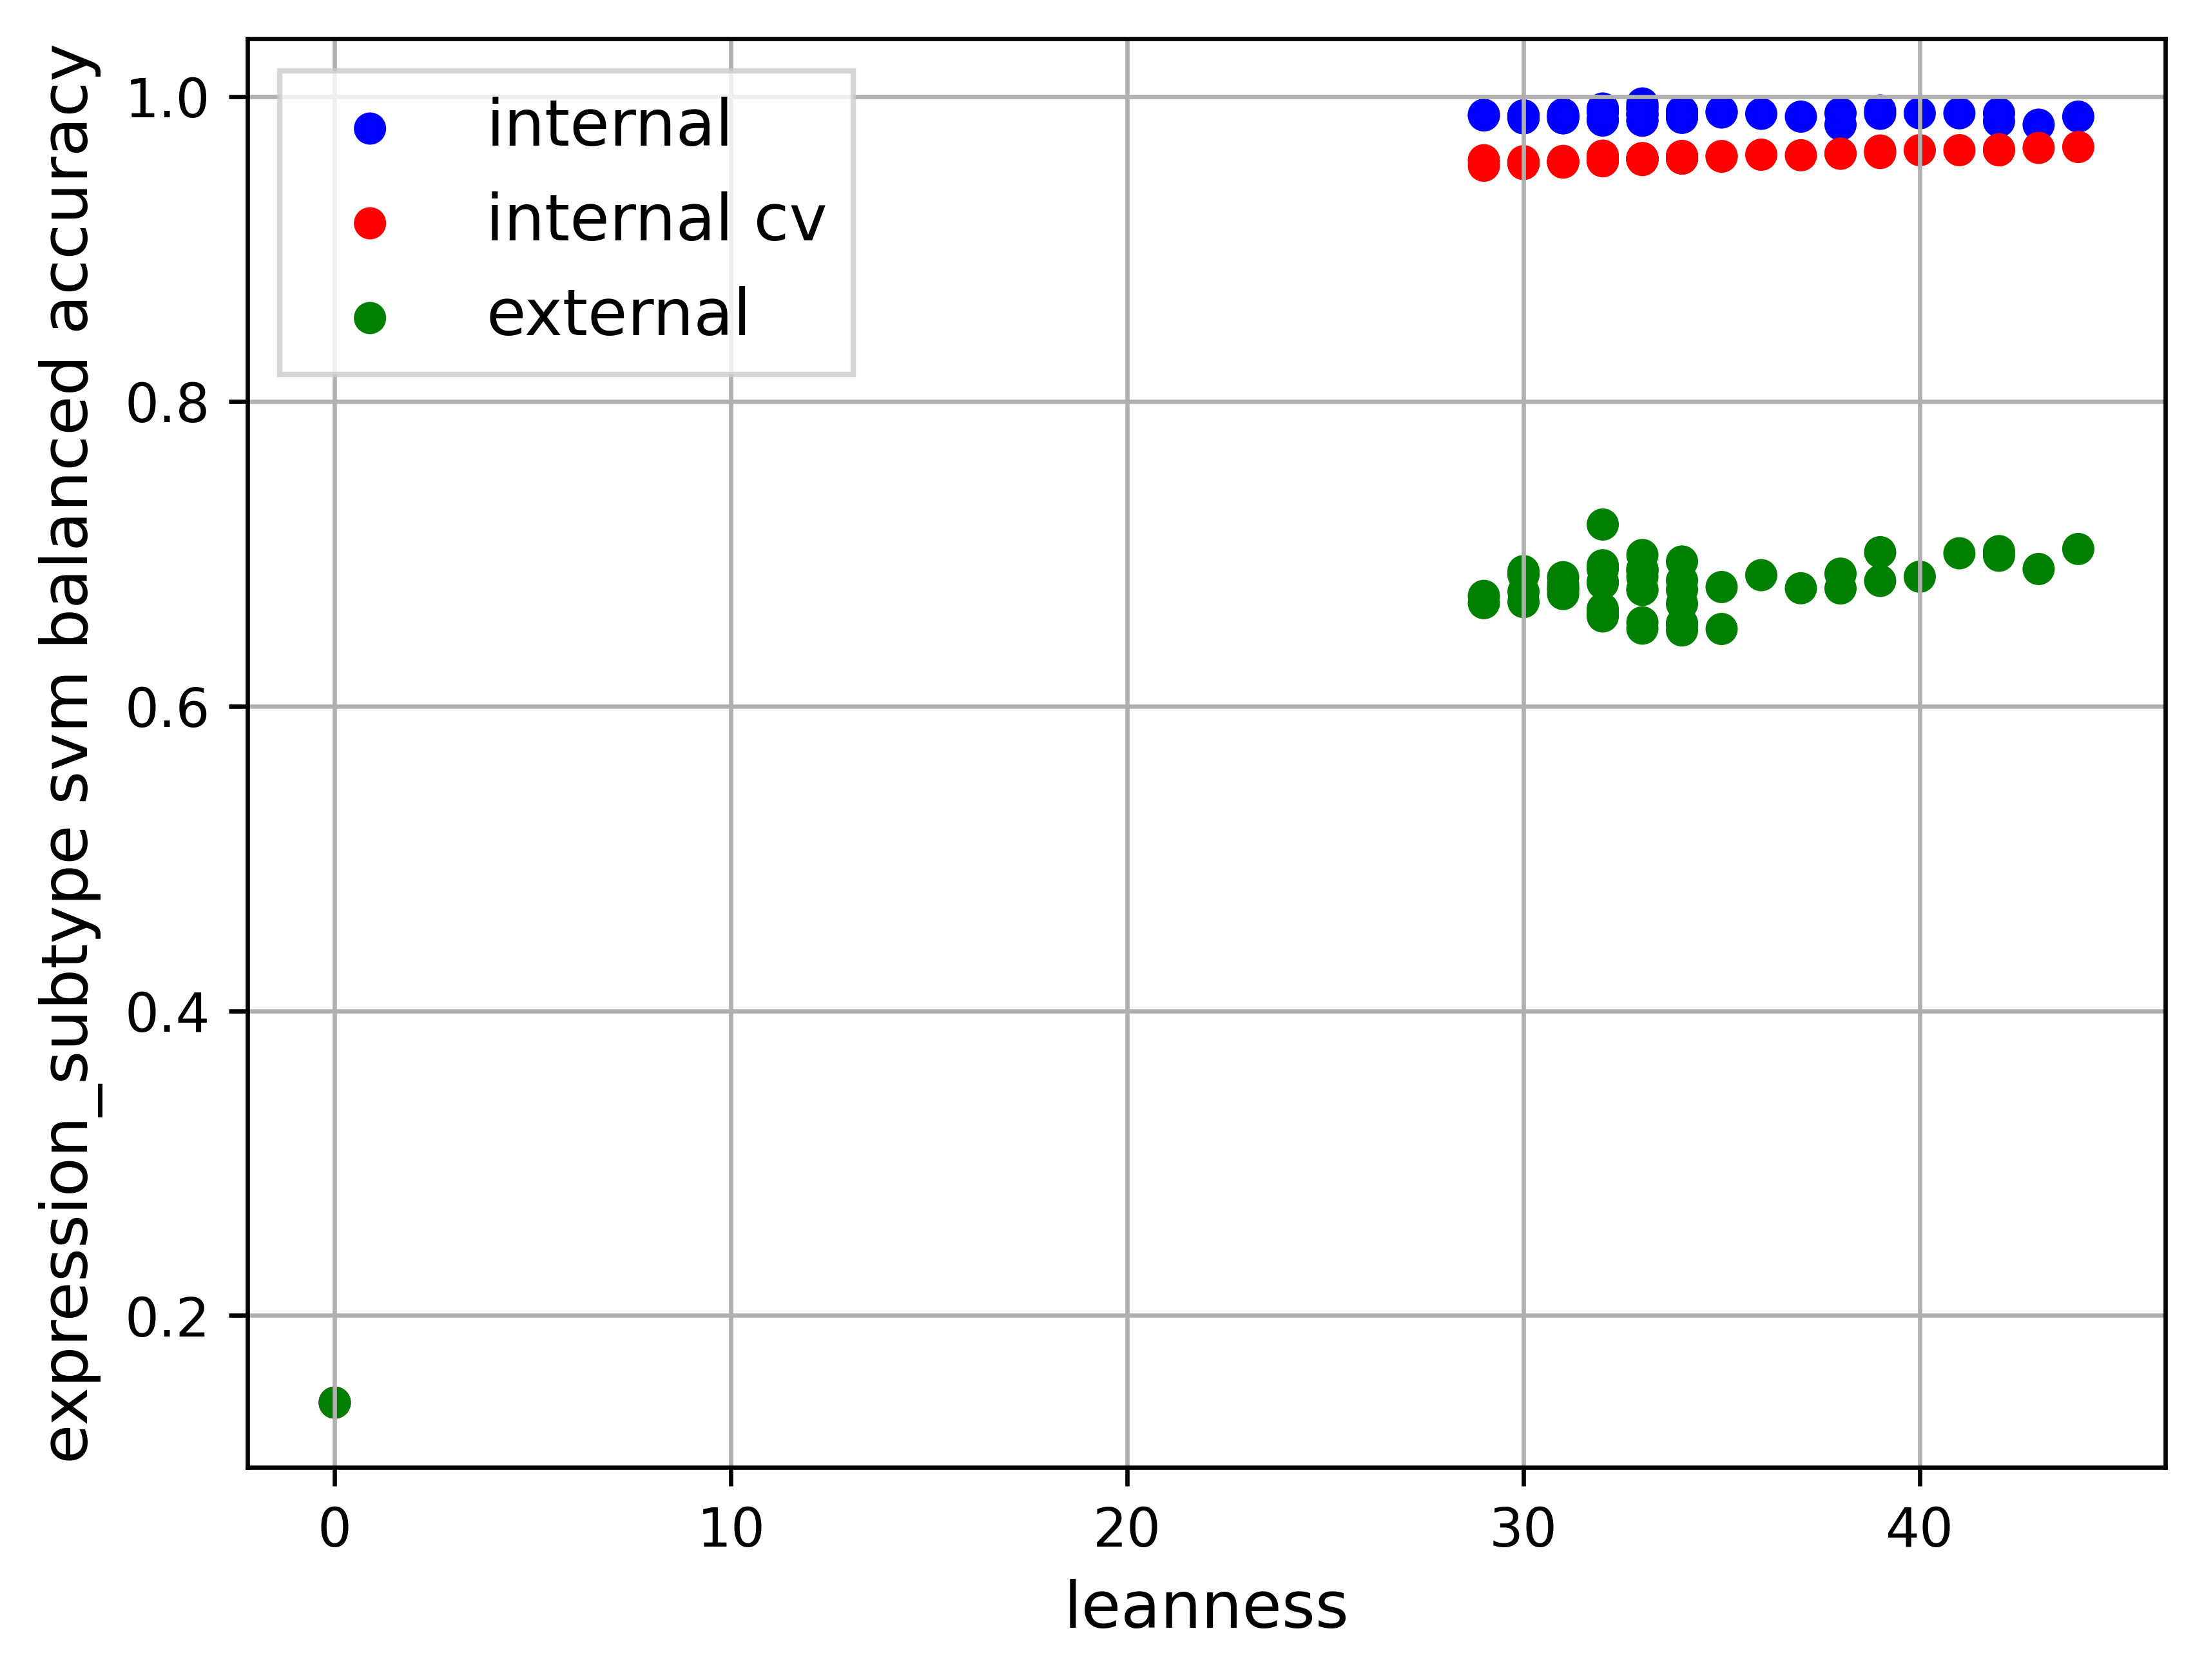 expression_subtype svm balanced accuracy
1.0
0.8
0.6
0.4
0.2
internal
internal cv
external
0 10 20 30 40
leanness